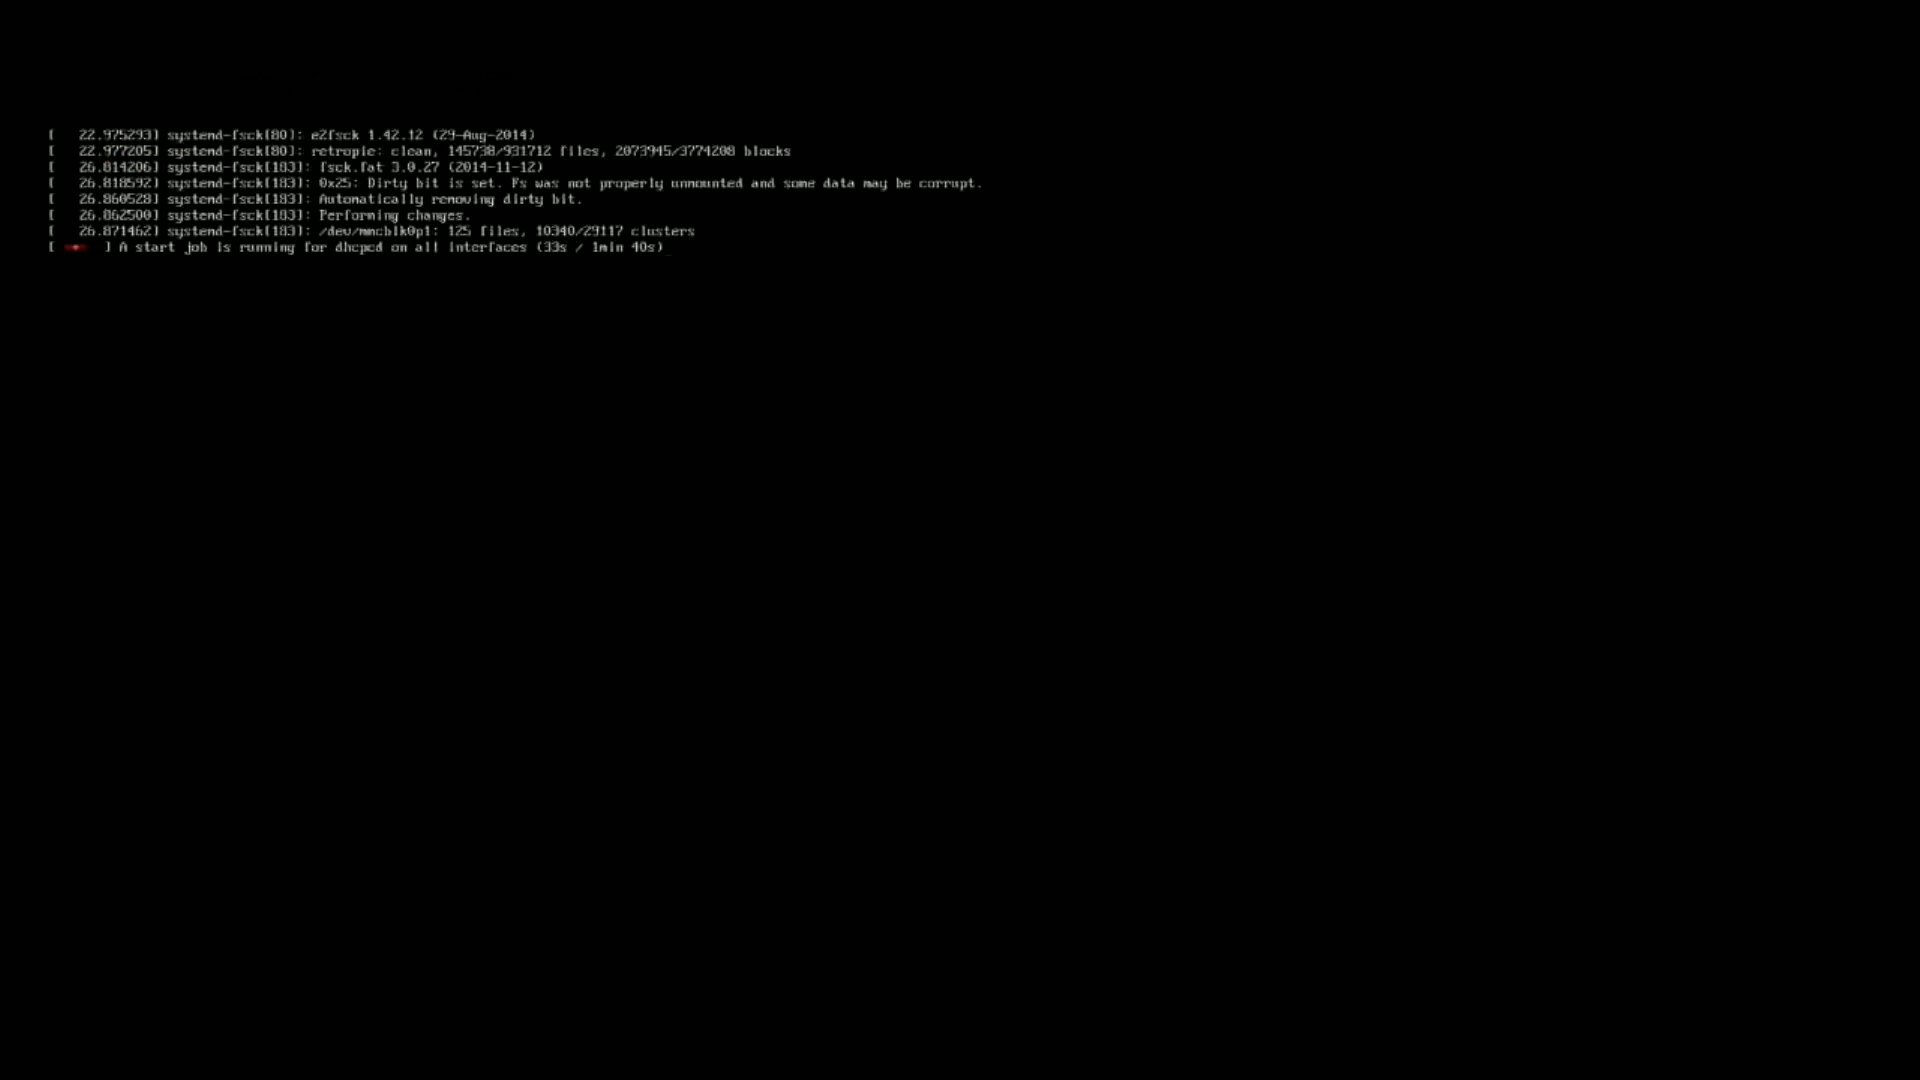 [   22.975293] systemd-fsck[80]: e2fsck 1.42.12 (29-Aug-2014)
[   22.977205] systemd-fsck[80]: retropie: clean, 145738/931712 files, 2073945/3774208 blocks
[   26.814206] systemd-fsck[183]: fsck.fat 3.0.27 (2014-11-12)
[   26.818592] systemd-fsck[183]: 0x25: Dirty bit is set. Fs was not properly unmounted and some data may be corrupt.
[   26.860528] systemd-fsck[183]: Automatically removing dirty bit.
[   26.862500] systemd-fsck[183]: Performing changes.
[   26.871462] systemd-fsck[183]: /dev/mmcblk0p1: 125 files, 10340/29117 clusters
[ *    ] A start job is running for dhcpcd on all interfaces (33s / 1min 40s)